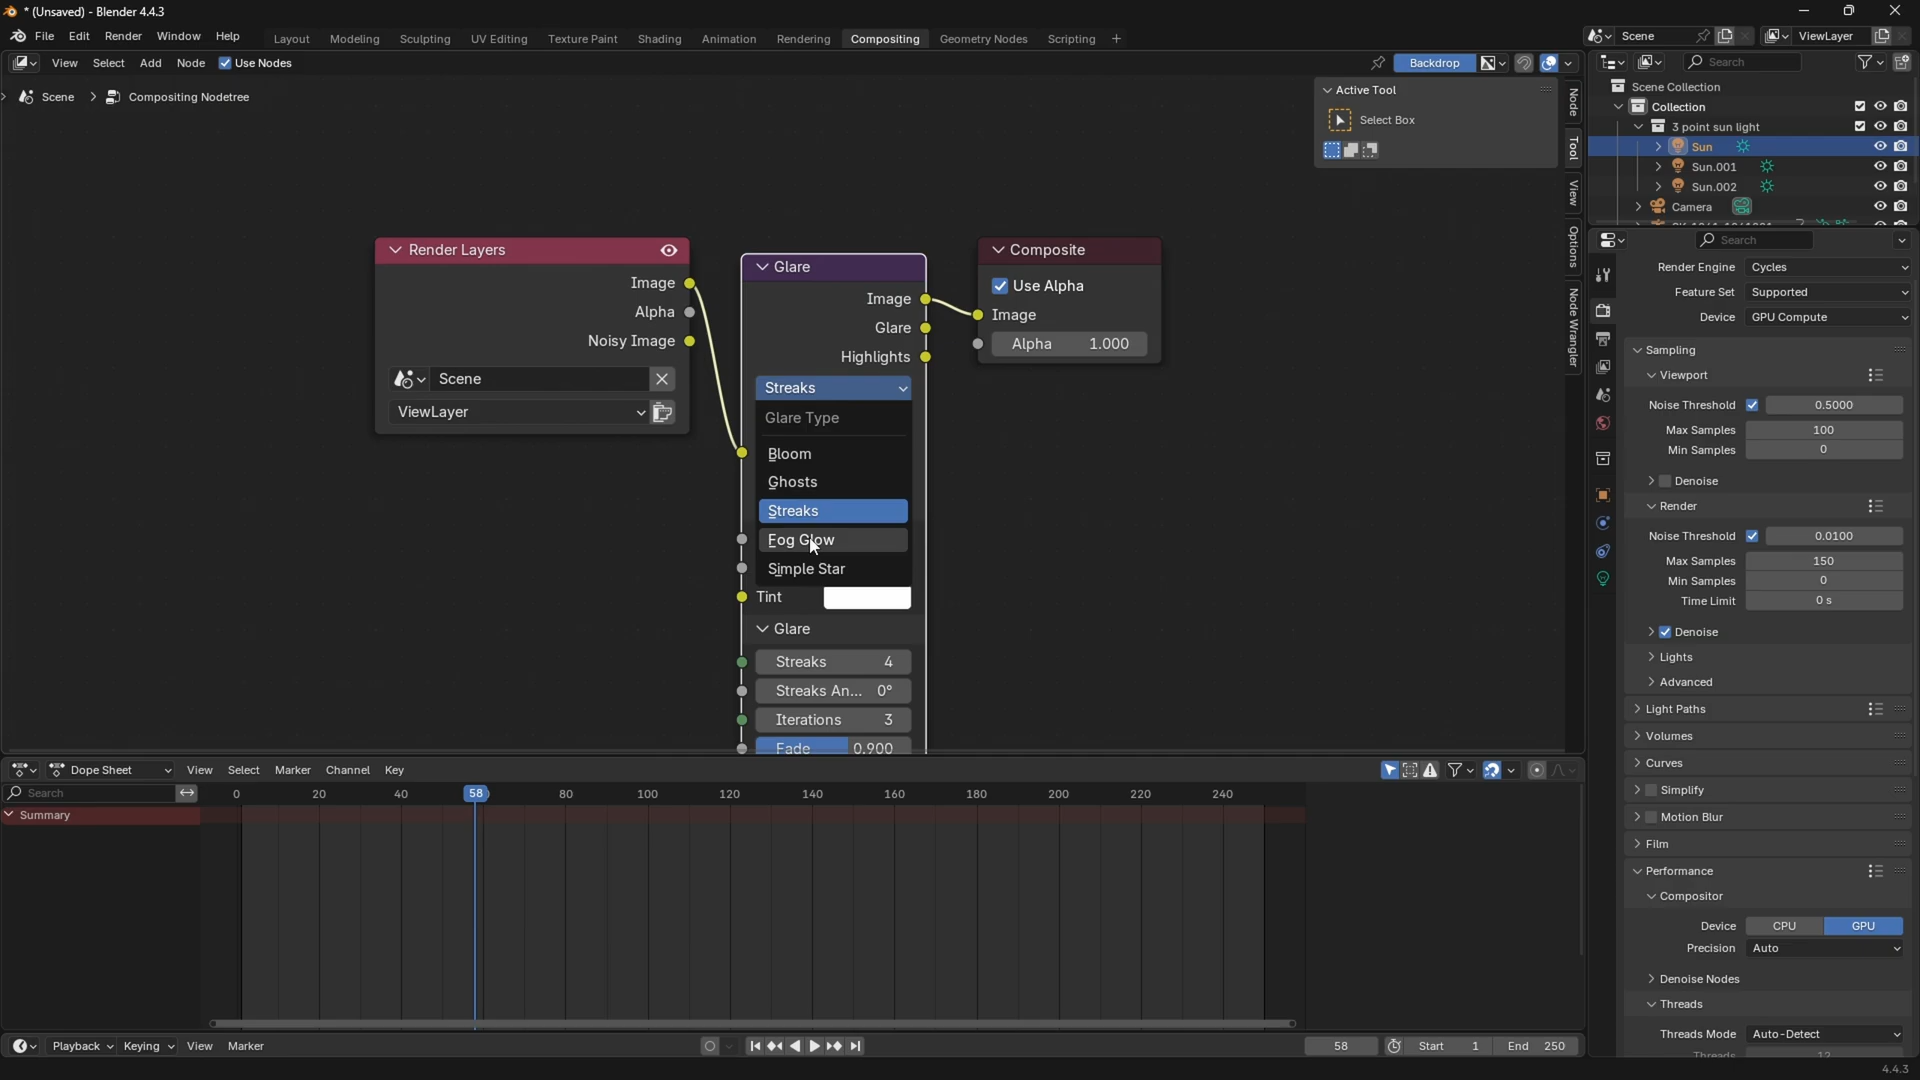 * (Unsaved) - Blender 4.4.3
File Edit Render Window Help
Layout Modeling Sculpting UV Editing Texture Paint Shading Animation Rendering Compositing Geometry Nodes Scripting +
Scene ViewLayer
View Select Add Node Use Nodes
Backdrop
Search
Scene > Compositing Nodetree
Active Tool
Select Box
Node
Tool
View
Options
Node Wrangler
Render Layers
Image
Alpha
Noisy Image
Scene
ViewLayer
Glare
Image
Glare
Highlights
Streaks
Glare Type
Bloom
Ghosts
Streaks
Fog Glow
Simple Star
Tint
Glare
Streaks 4
Streaks An... 0°
Iterations 3
Fade 0.900
Composite
Use Alpha
Image
Alpha 1.000
Scene Collection
Collection
3 point sun light
Sun
Sun.001
Sun.002
Camera
Search
Render Engine Cycles
Feature Set Supported
Device GPU Compute
Sampling
Viewport
Noise Threshold 0.5000
Max Samples 100
Min Samples 0
Denoise
Render
Noise Threshold 0.0100
Max Samples 150
Min Samples 0
Time Limit 0 s
Denoise
Lights
Advanced
Light Paths
Volumes
Curves
Simplify
Motion Blur
Film
Performance
Compositor
Device CPU GPU
Precision Auto
Denoise Nodes
Threads
Threads Mode Auto-Detect
Dope Sheet View Select Marker Channel Key
Search
0 20 40 58 80 100 120 140 160 180 200 220 240
Summary
Playback Keying View Marker
58 Start 1 End 250
4.4.3